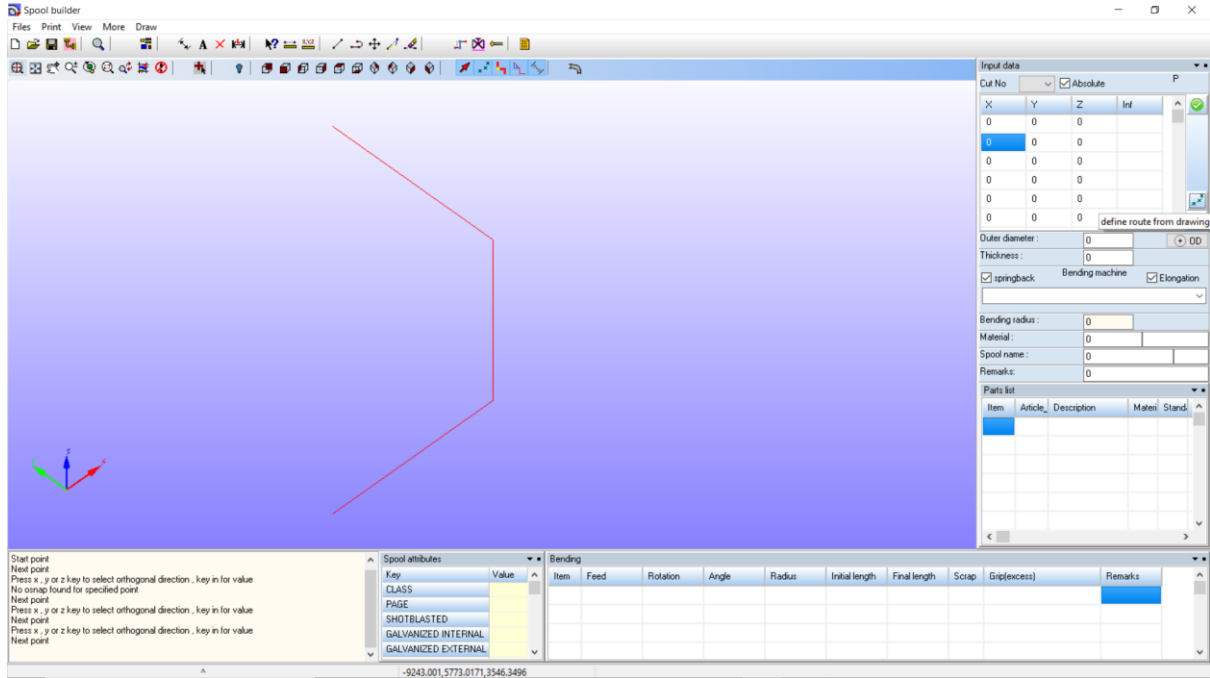 Spool builder
Files Print View More Draw
Input data
Cut No Absolute P
X Y Z Inf
0 0 0
0 0 0
0 0 0
0 0 0
0 0 0
0 0 0
define route from drawing
Outer diameter : 0 OD
Thickness : 0
springback Bending machine Elongation
Bending radius : 0
Material : 0
Spool name : 0
Remarks: 0
Parts list
Item Article_ Description Materi Stand
Start point
Next point
Press x , y or z key to select orthogonal direction , key in for value
No osnap found for specified point
Next point
Press x , y or z key to select orthogonal direction , key in for value
Next point
Press x , y or z key to select orthogonal direction , key in for value
Next point
Spool attributes
Key Value
CLASS
PAGE
SHOTBLASTED
GALVANIZED INTERNAL
GALVANIZED EXTERNAL
Bending
Item Feed Rotation Angle Radius Initial length Final length Scrap Grip(excess) Remarks
-9243.001,5773.0171,3546.3496